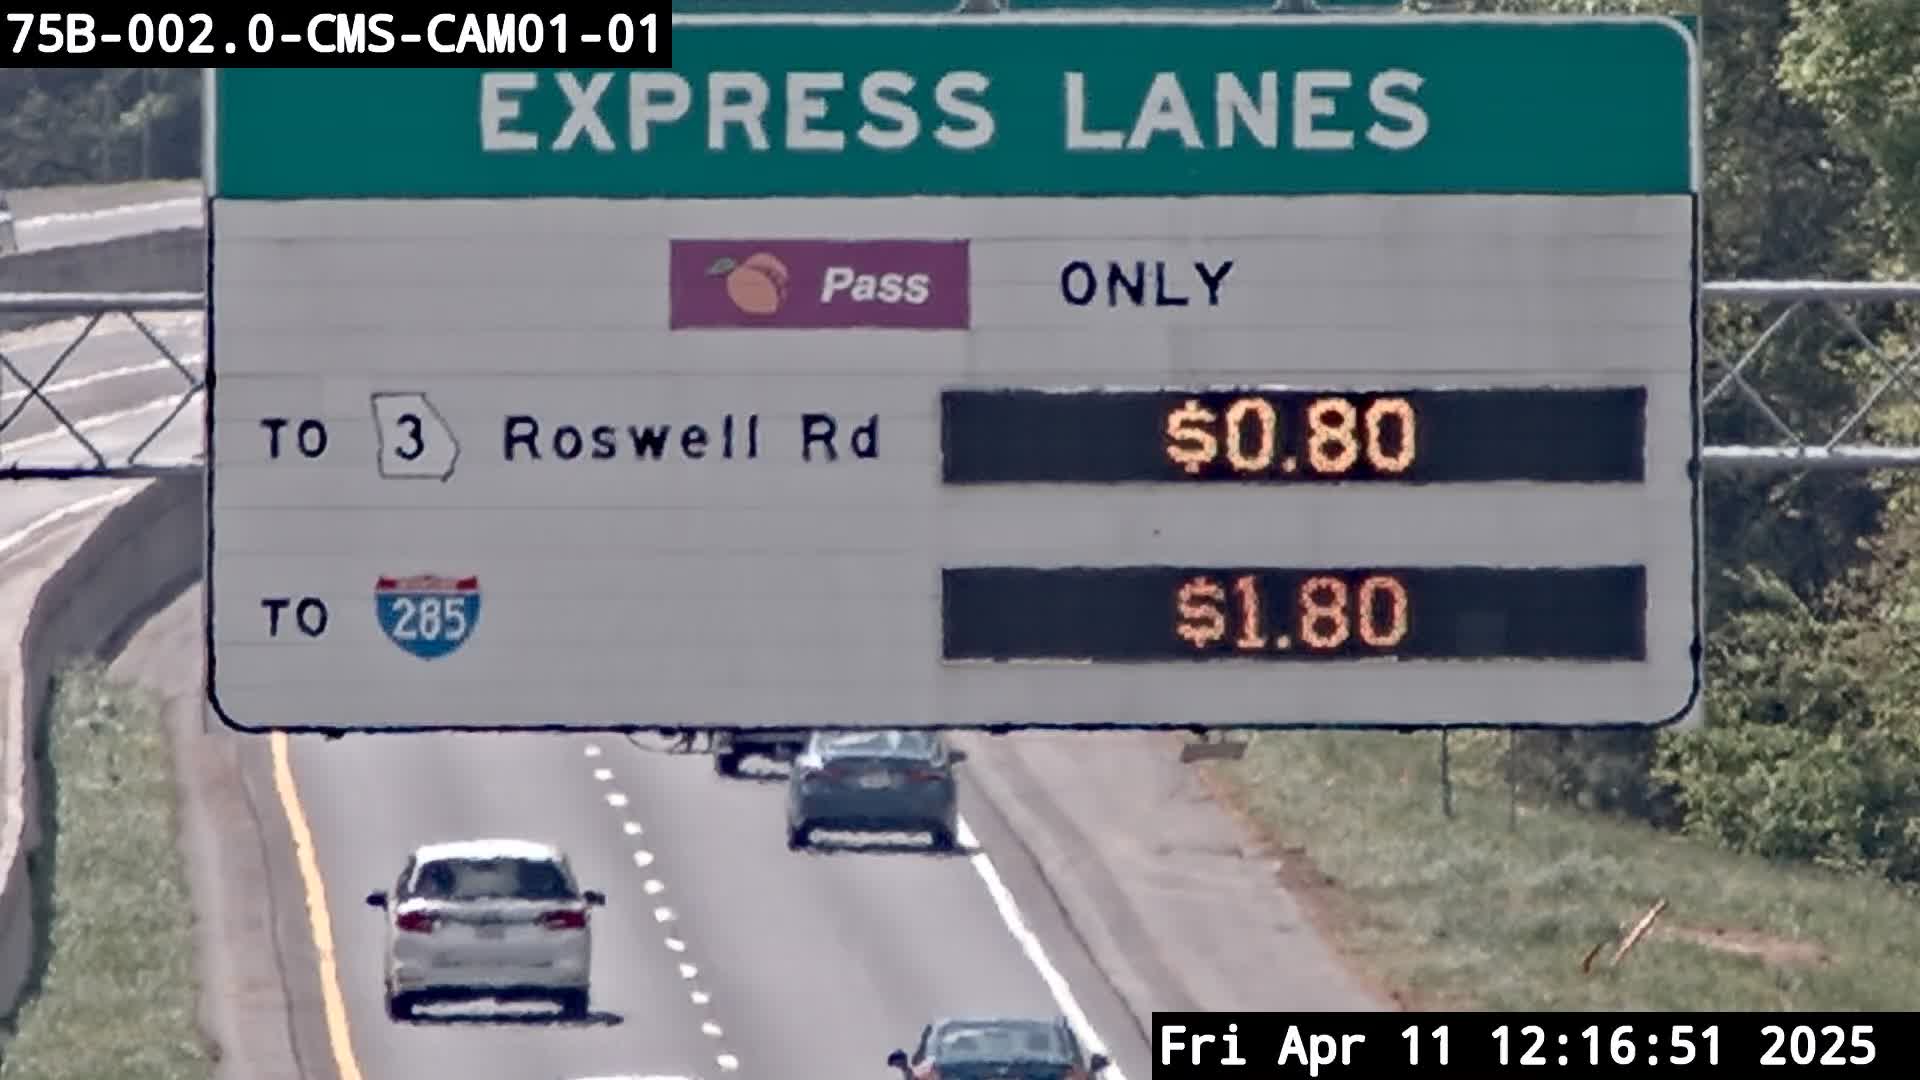 75B-002.0-CMS-CAM01-01
EXPRESS LANES
Pass ONLY
TO 3 Roswell Rd $0.80
TO 285 $1.80
Fri Apr 11 12:16:51 2025